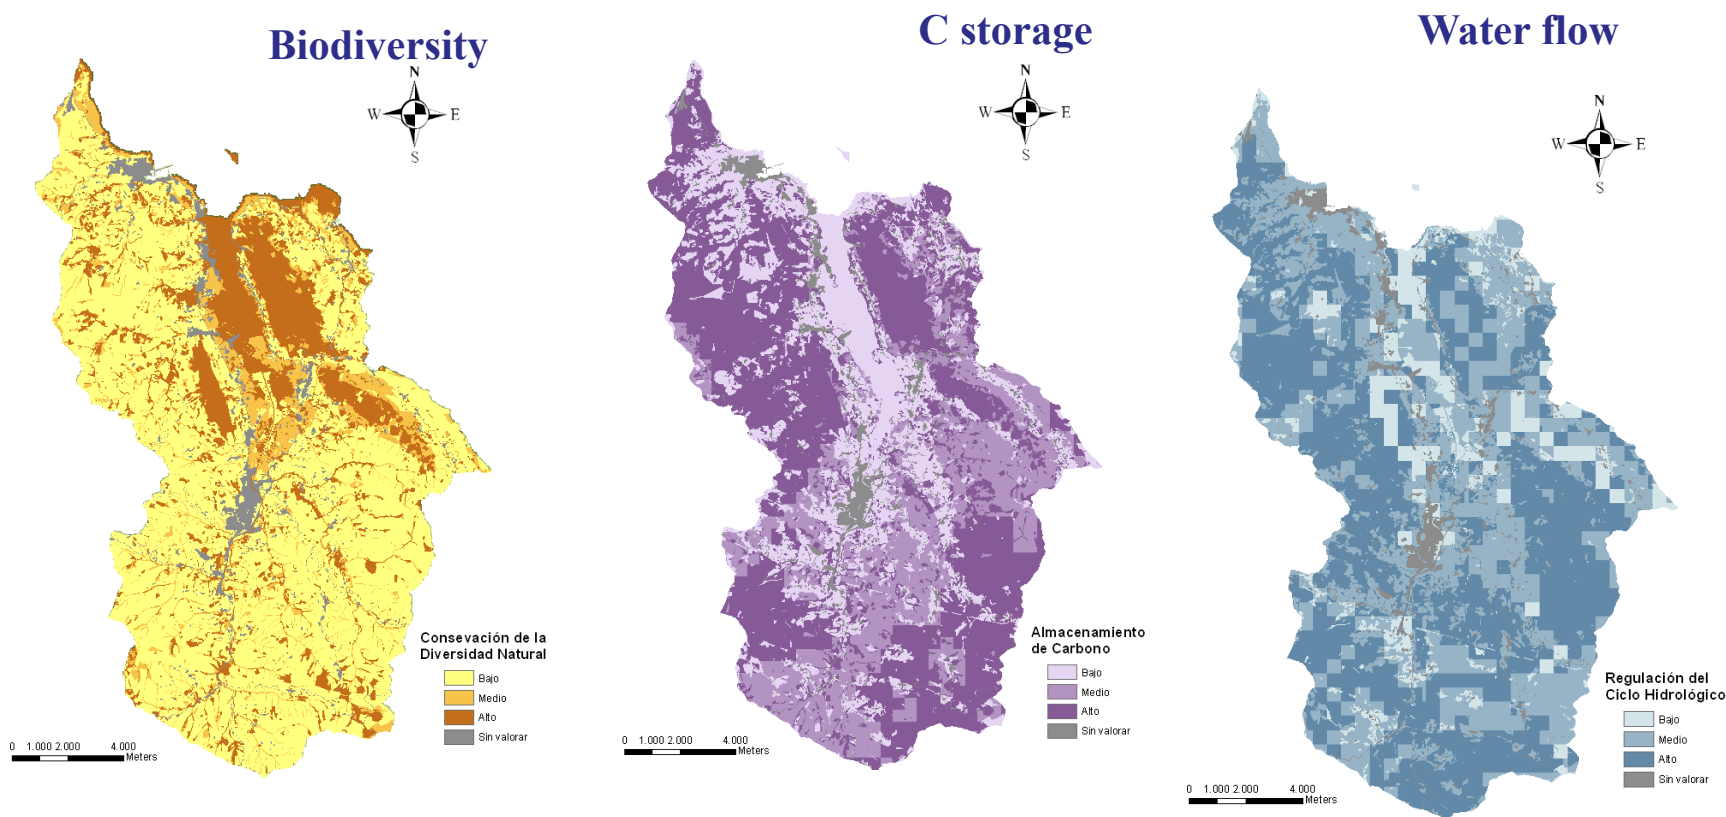 Biodiversity
N
W E
S
Consevación de la
Diversidad Natural
Bajo
Medio
Alto
Sin valorar
0 1.000 2.000 4.000
Meters
C storage
N
W E
S
Almacenamiento
de Carbono
Bajo
Medio
Alto
Sin valorar
0 1.000 2.000 4.000
Meters
Water flow
N
W E
S
Regulación del
Ciclo Hidrológico
Bajo
Medio
Alto
Sin valorar
0 1.000 2.000 4.000
Meters